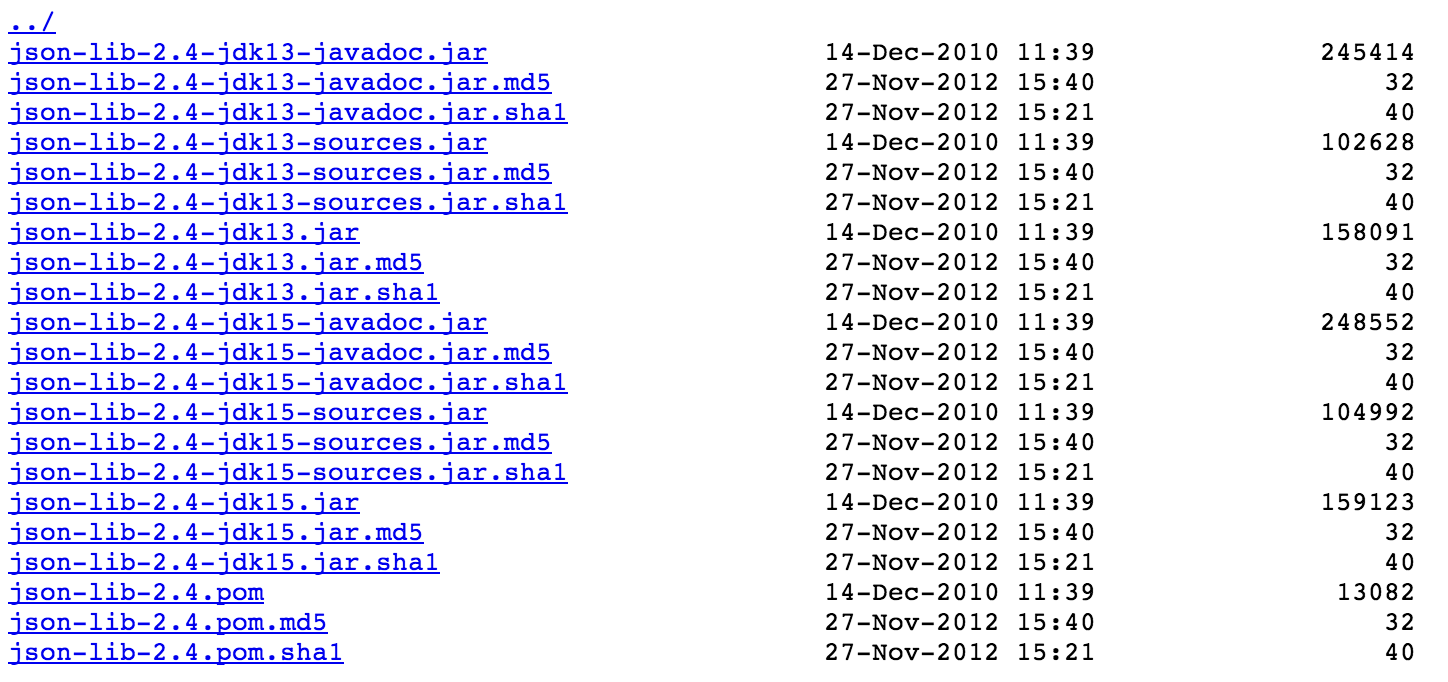 ../
json-lib-2.4-jdk13-javadoc.jar 14-Dec-2010 11:39 245414
json-lib-2.4-jdk13-javadoc.jar.md5 27-Nov-2012 15:40 32
json-lib-2.4-jdk13-javadoc.jar.sha1 27-Nov-2012 15:21 40
json-lib-2.4-jdk13-sources.jar 14-Dec-2010 11:39 102628
json-lib-2.4-jdk13-sources.jar.md5 27-Nov-2012 15:40 32
json-lib-2.4-jdk13-sources.jar.sha1 27-Nov-2012 15:21 40
json-lib-2.4-jdk13.jar 14-Dec-2010 11:39 158091
json-lib-2.4-jdk13.jar.md5 27-Nov-2012 15:40 32
json-lib-2.4-jdk13.jar.sha1 27-Nov-2012 15:21 40
json-lib-2.4-jdk15-javadoc.jar 14-Dec-2010 11:39 248552
json-lib-2.4-jdk15-javadoc.jar.md5 27-Nov-2012 15:40 32
json-lib-2.4-jdk15-javadoc.jar.sha1 27-Nov-2012 15:21 40
json-lib-2.4-jdk15-sources.jar 14-Dec-2010 11:39 104992
json-lib-2.4-jdk15-sources.jar.md5 27-Nov-2012 15:40 32
json-lib-2.4-jdk15-sources.jar.sha1 27-Nov-2012 15:21 40
json-lib-2.4-jdk15.jar 14-Dec-2010 11:39 159123
json-lib-2.4-jdk15.jar.md5 27-Nov-2012 15:40 32
json-lib-2.4-jdk15.jar.sha1 27-Nov-2012 15:21 40
json-lib-2.4.pom 14-Dec-2010 11:39 13082
json-lib-2.4.pom.md5 27-Nov-2012 15:40 32
json-lib-2.4.pom.sha1 27-Nov-2012 15:21 40